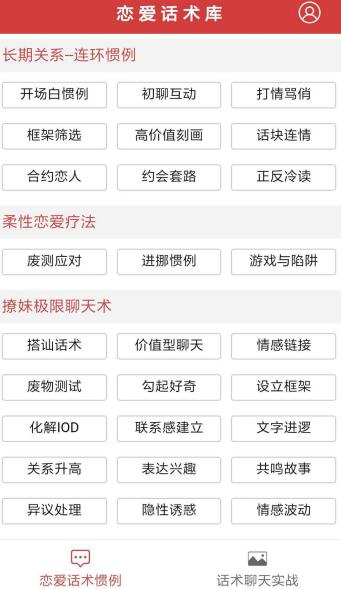 恋爱话术库
长期关系--连环惯例
开场白惯例 初聊互动 打情骂俏
框架筛选 高价值刻画 话块连情
合约恋人 约会套路 正反冷读
柔性恋爱疗法
废测应对 进挪惯例 游戏与陷阱
撩妹极限聊天术
搭讪话术 价值型聊天 情感链接
废物测试 勾起好奇 设立框架
化解IOD 联系感建立 文字进逻
关系升高 表达兴趣 共鸣故事
异议处理 隐性诱惑 情感波动
恋爱话术惯例 话术聊天实战